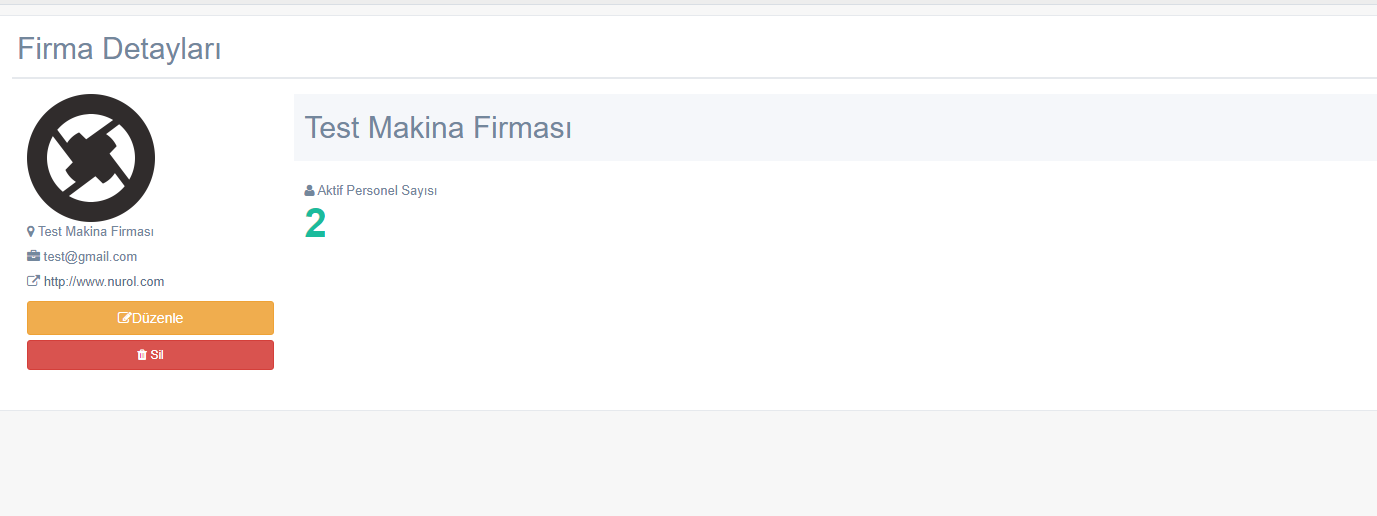 Firma Detayları
Test Makina Firması
test@gmail.com
http://www.nurol.com
Düzenle
Sil
Test Makina Firması
Aktif Personel Sayısı
2